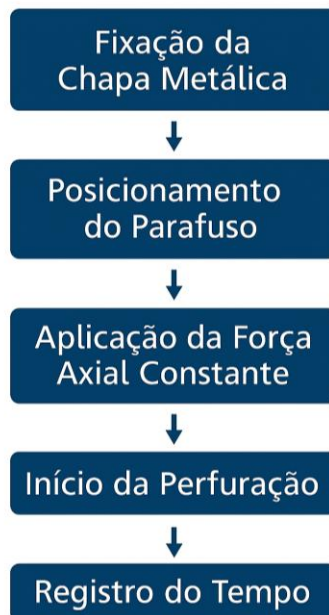 Fixação da
Chapa Metálica
Posicionamento
do Parafuso
Aplicação da Força
Axial Constante
Início da Perfuração
Registro do Tempo